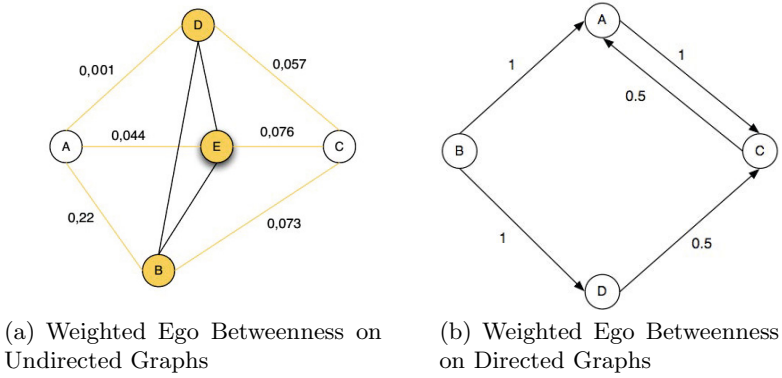 D
0,001
0,057
A
0,044
E
0,076
C
0,22
0,073
B
A
1
1
0.5
B
C
1
0.5
D
(a) Weighted Ego Betweenness on
Undirected Graphs
(b) Weighted Ego Betweenness
on Directed Graphs